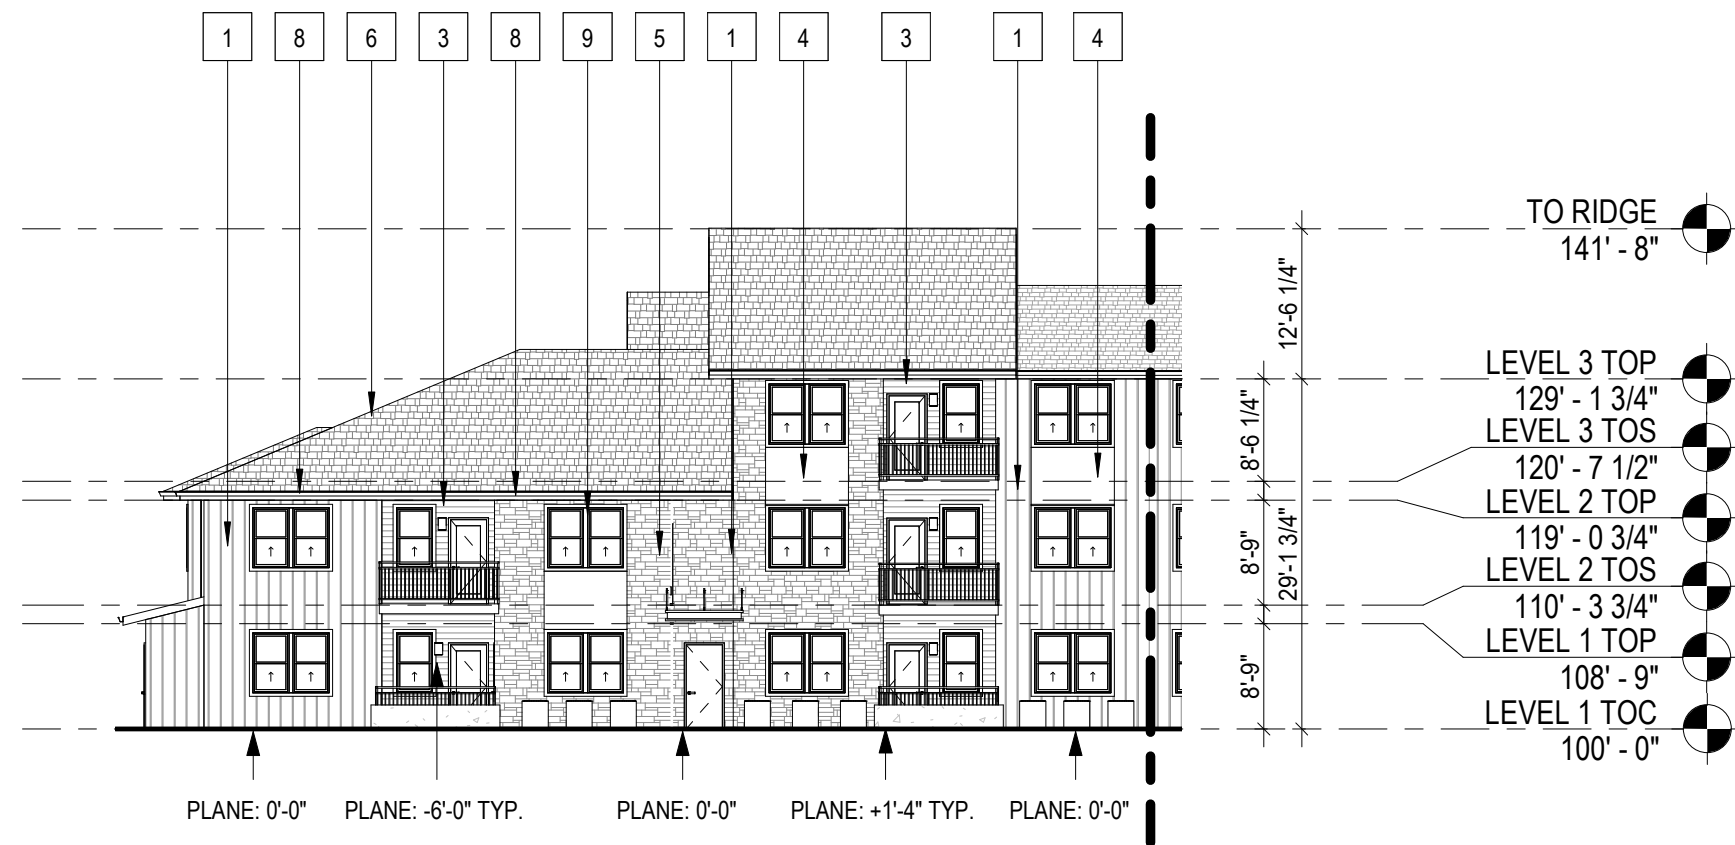 1
8
6
3
8
9
5
1
4
3
1
4
TO RIDGE
141' - 8"
12'-6 1/4"
LEVEL 3 TOP
129' - 1 3/4"
8'-6 1/4"
LEVEL 3 TOS
120' - 7 1/2"
LEVEL 2 TOP
119' - 0 3/4"
8'-9"
29'-1 3/4"
LEVEL 2 TOS
110' - 3 3/4"
LEVEL 1 TOP
108' - 9"
8'-9"
LEVEL 1 TOC
100' - 0"
PLANE: 0'-0"
PLANE: -6'-0" TYP.
PLANE: 0'-0"
PLANE: +1'-4" TYP.
PLANE: 0'-0"